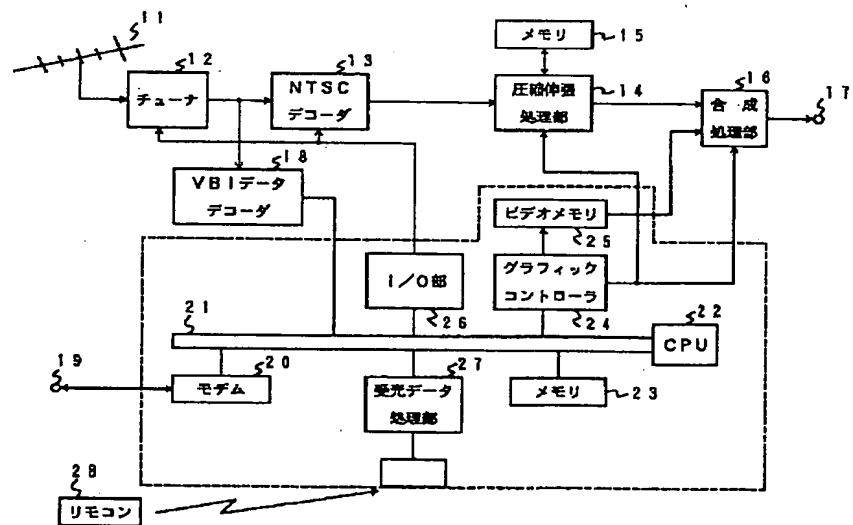 11
12
チューナ
13
NTSC
デコーダ
メモリ
15
圧縮伸張
処理部
14
16
合成
処理部
17
18
VBIデータ
デコーダ
ビデオメモリ
25
I/O部
26
グラフィック
コントローラ
24
21
22
CPU
19
20
モデム
27
受光データ
処理部
メモリ
23
28
リモコン